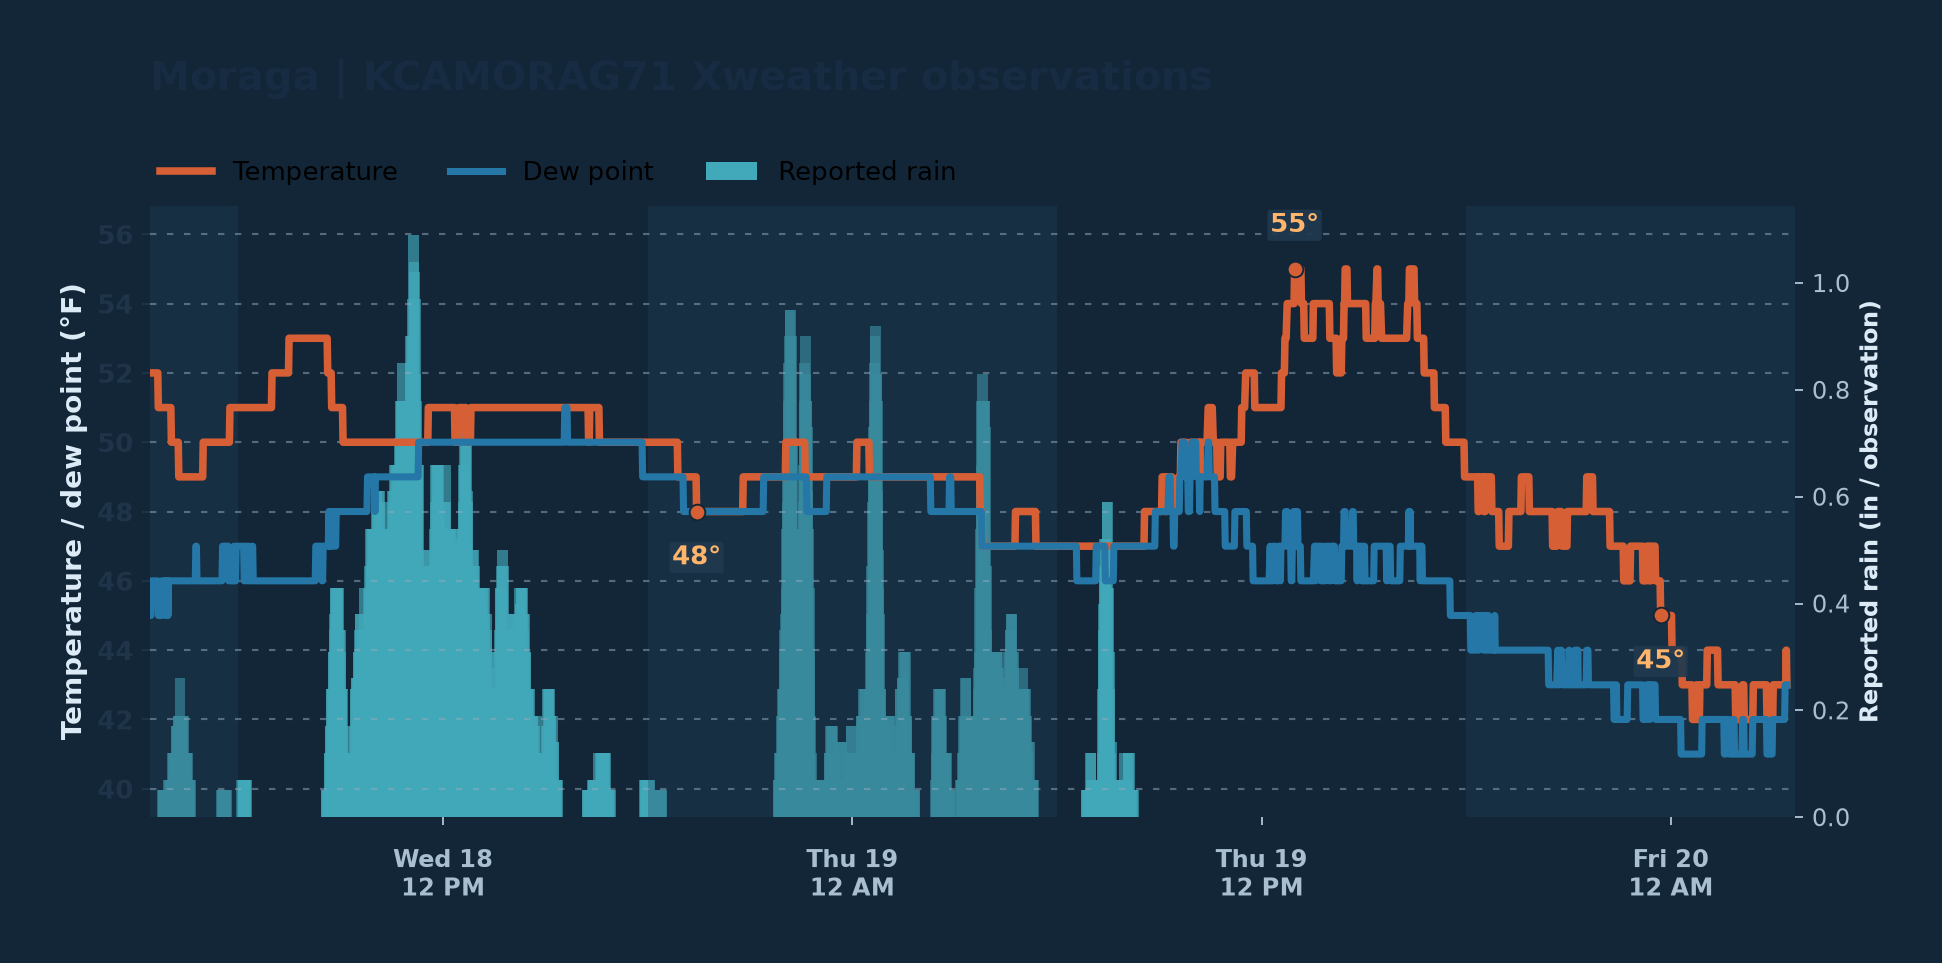 Moraga | KCAMORAG71 Xweather observations
Temperature
Dew point
Reported rain
Temperature / dew point (°F)
56
54
52
50
48
46
44
42
40
55°
48°
45°
1.0
0.8
0.6
0.4
0.2
0.0
Reported rain (in / observation)
Wed 18
12 PM
Thu 19
12 AM
Thu 19
12 PM
Fri 20
12 AM